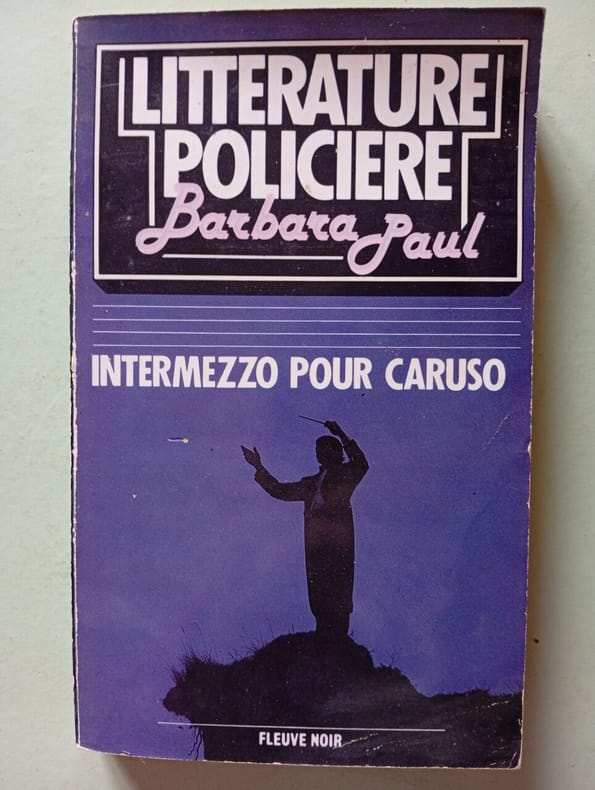 LITTERATURE
POLICIERE
Barbara Paul
INTERMEZZO POUR CARUSO
FLEUVE NOIR